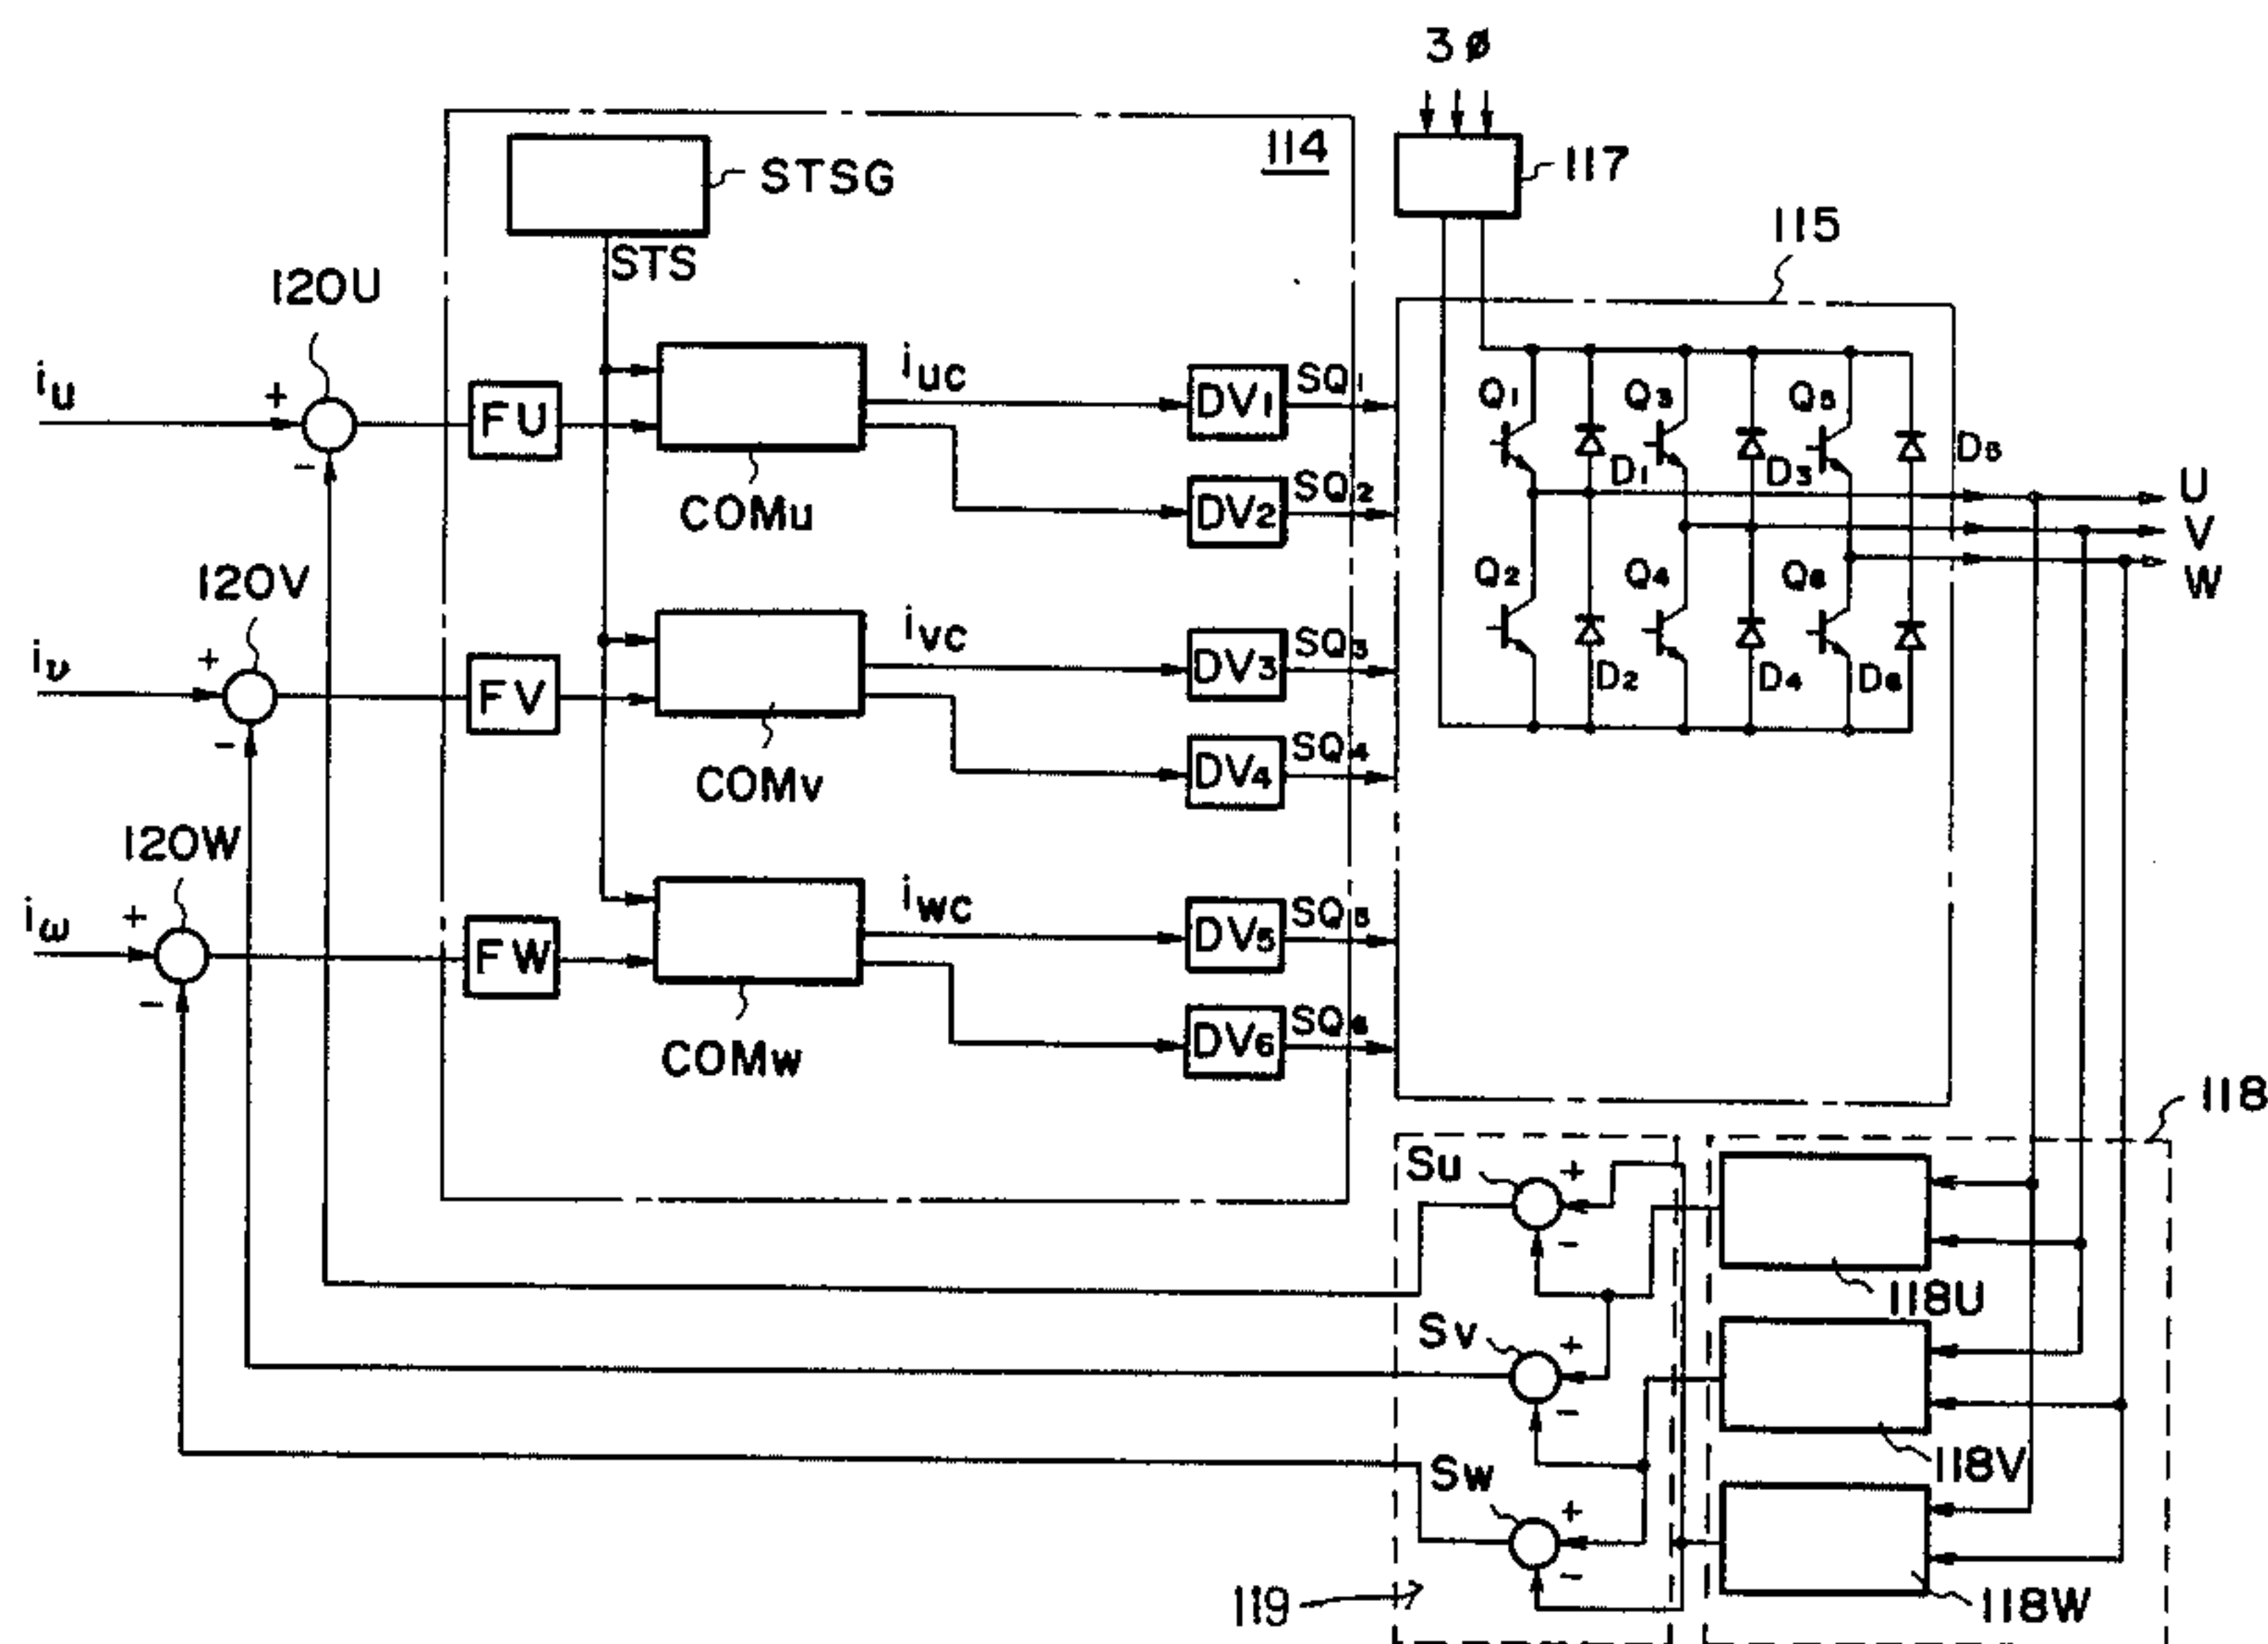 3ø
114
STSG
117
STS
115
120U
iu
+
-
FU
iuc
COMu
DV1
SQ1
DV2
SQ2
Q1
D1
Q3
D3
Q5
D5
U
V
W
Q2
D2
Q4
D4
Q6
D6
120V
iv
+
-
FV
ivc
COMv
DV3
SQ3
DV4
SQ4
120W
iω
+
-
FW
iwc
COMw
DV5
SQ5
DV6
SQ6
118
Su
+
-
118U
Sv
+
-
118V
Sw
+
-
118W
119